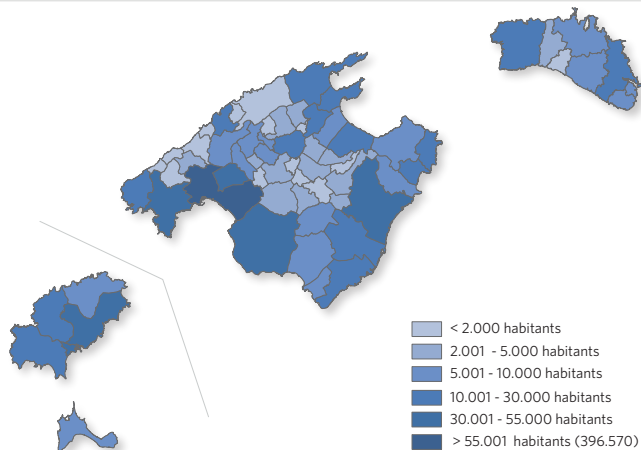 < 2.000 habitants
2.001 - 5.000 habitants
5.001 - 10.000 habitants
10.001 - 30.000 habitants
30.001 - 55.000 habitants
> 55.001 habitants (396.570)